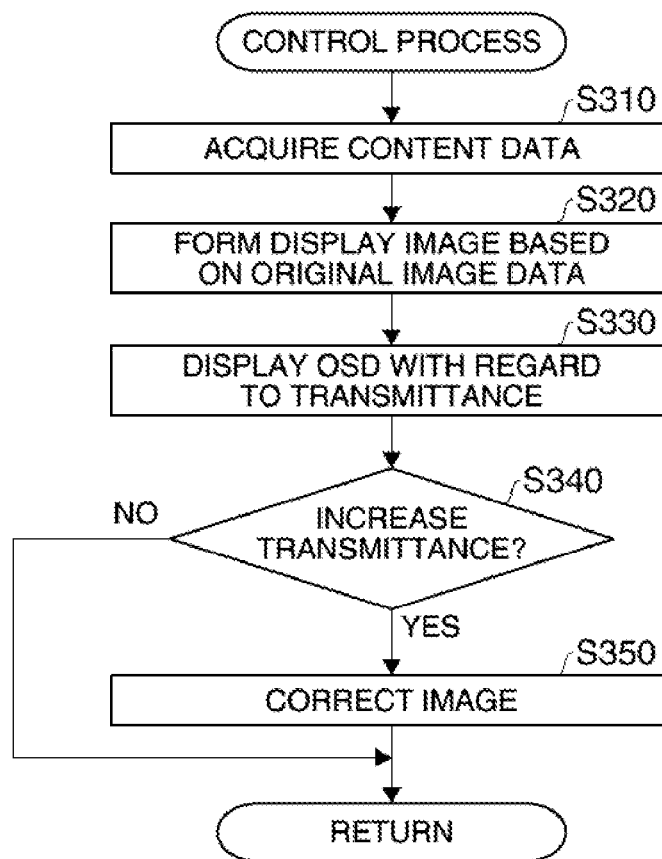 CONTROL PROCESS
S310
ACQUIRE CONTENT DATA
S320
FORM DISPLAY IMAGE BASED
ON ORIGINAL IMAGE DATA
S330
DISPLAY OSD WITH REGARD
TO TRANSMITTANCE
S340
NO
INCREASE
TRANSMITTANCE?
YES
S350
CORRECT IMAGE
RETURN